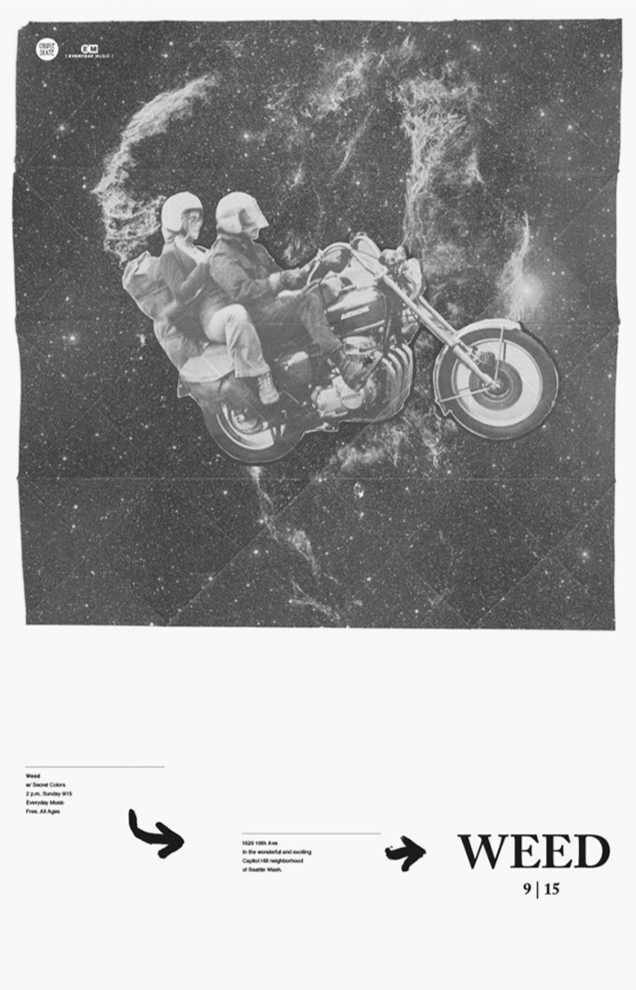 COUPLE
SKATE
E M
[ EVERYDAY MUSIC ]
Weed
w/ Secret Colors
2 p.m. Sunday 9/15
Everyday Music
Free, All Ages
1520 10th Ave
In the wonderful and exciting
Capitol Hill neighborhood
of Seattle Wash.
WEED
9 | 15